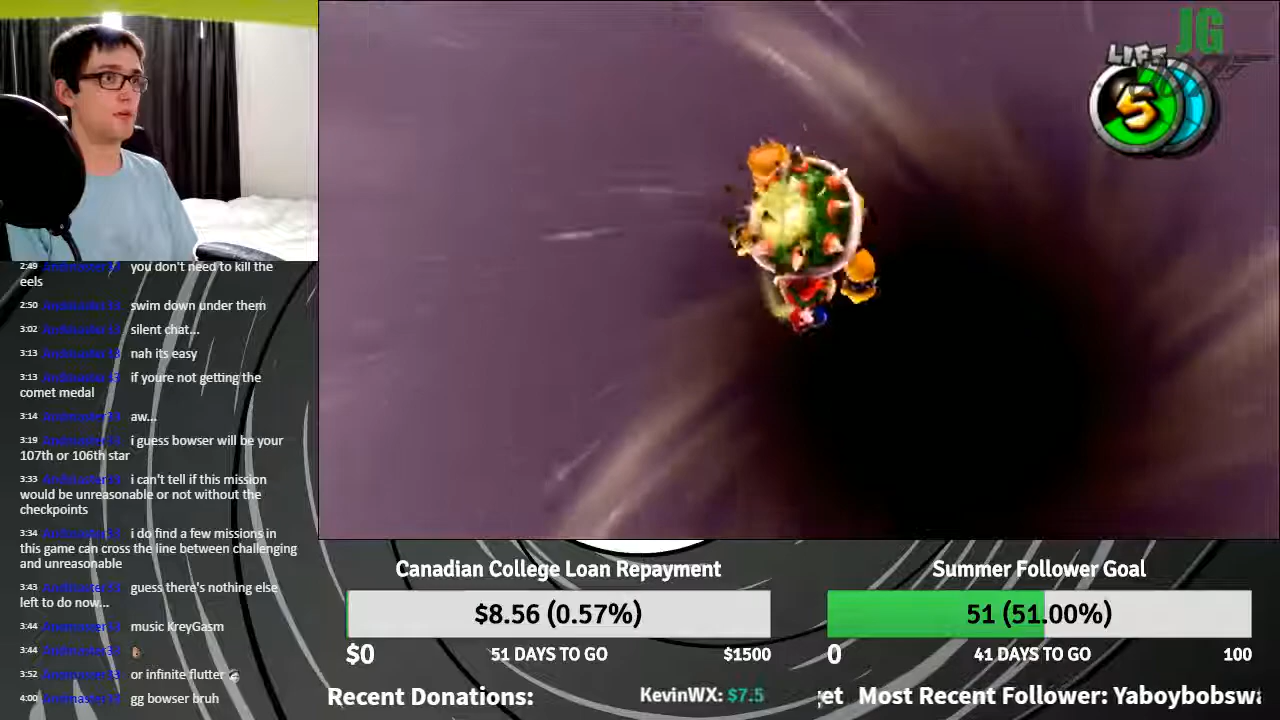 JG
LIFE
5
2:49 you don't need to kill the
eels
2:50 swim down under them
3:02 silent chat...
3:13 nah its easy
3:13 if youre not getting the
comet medal
3:14 aw...
3:19 i guess bowser will be your
107th or 106th star
3:33 i can't tell if this mission
would be unreasonable or not without the
checkpoints
3:34 i do find a few missions in
this game can cross the line between challenging
and unreasonable
3:43 guess there's nothing else
left to do now...
3:44 music KreyGasm
3:44
3:52 or infinite flutter
4:00 gg bowser bruh
Canadian College Loan Repayment
$8.56 (0.57%)
$0 51 DAYS TO GO $1500
Summer Follower Goal
51 (51.00%)
0 41 DAYS TO GO 100
Recent Donations: KevinWX: $7.5
et Most Recent Follower: Yaboybobswa